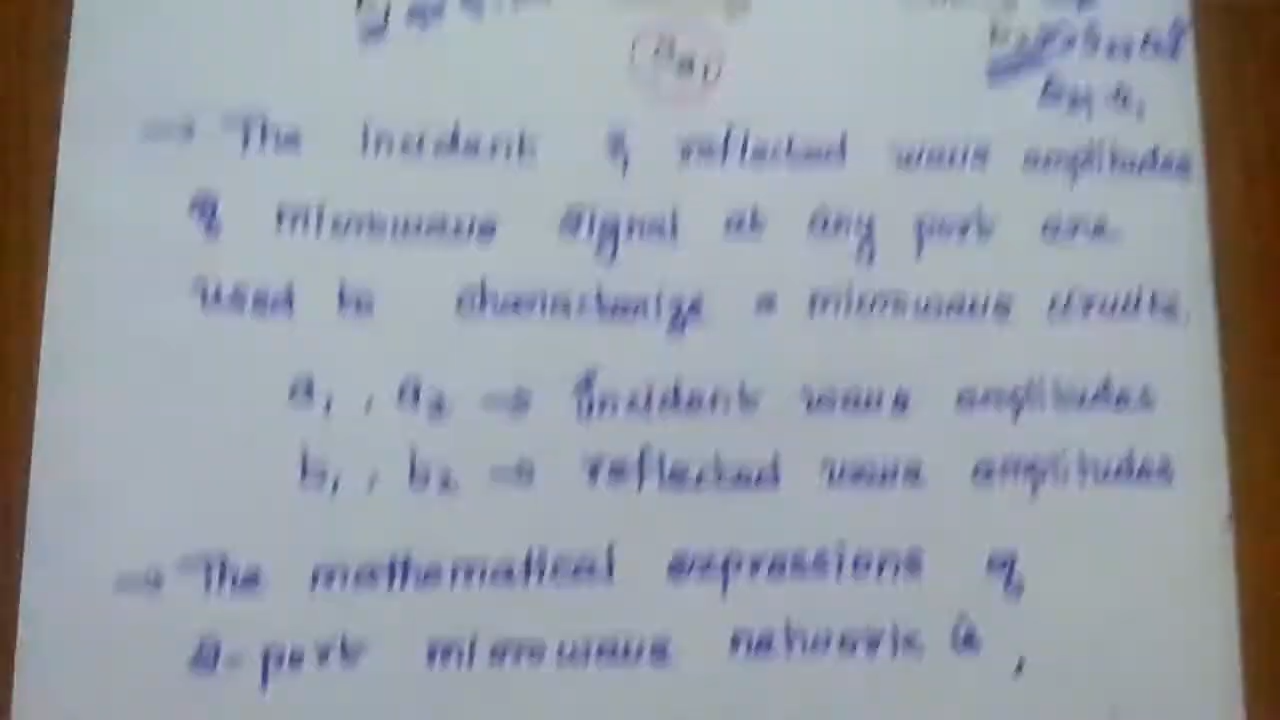 → The incident & reflected wave amplitudes
of microwave signal at any port are
used to characterize a microwave circuits.
a₁, a₂ → Incident wave amplitudes
b₁, b₂ → reflected wave amplitudes
→ The mathematical expressions of
2-port microwave network is,